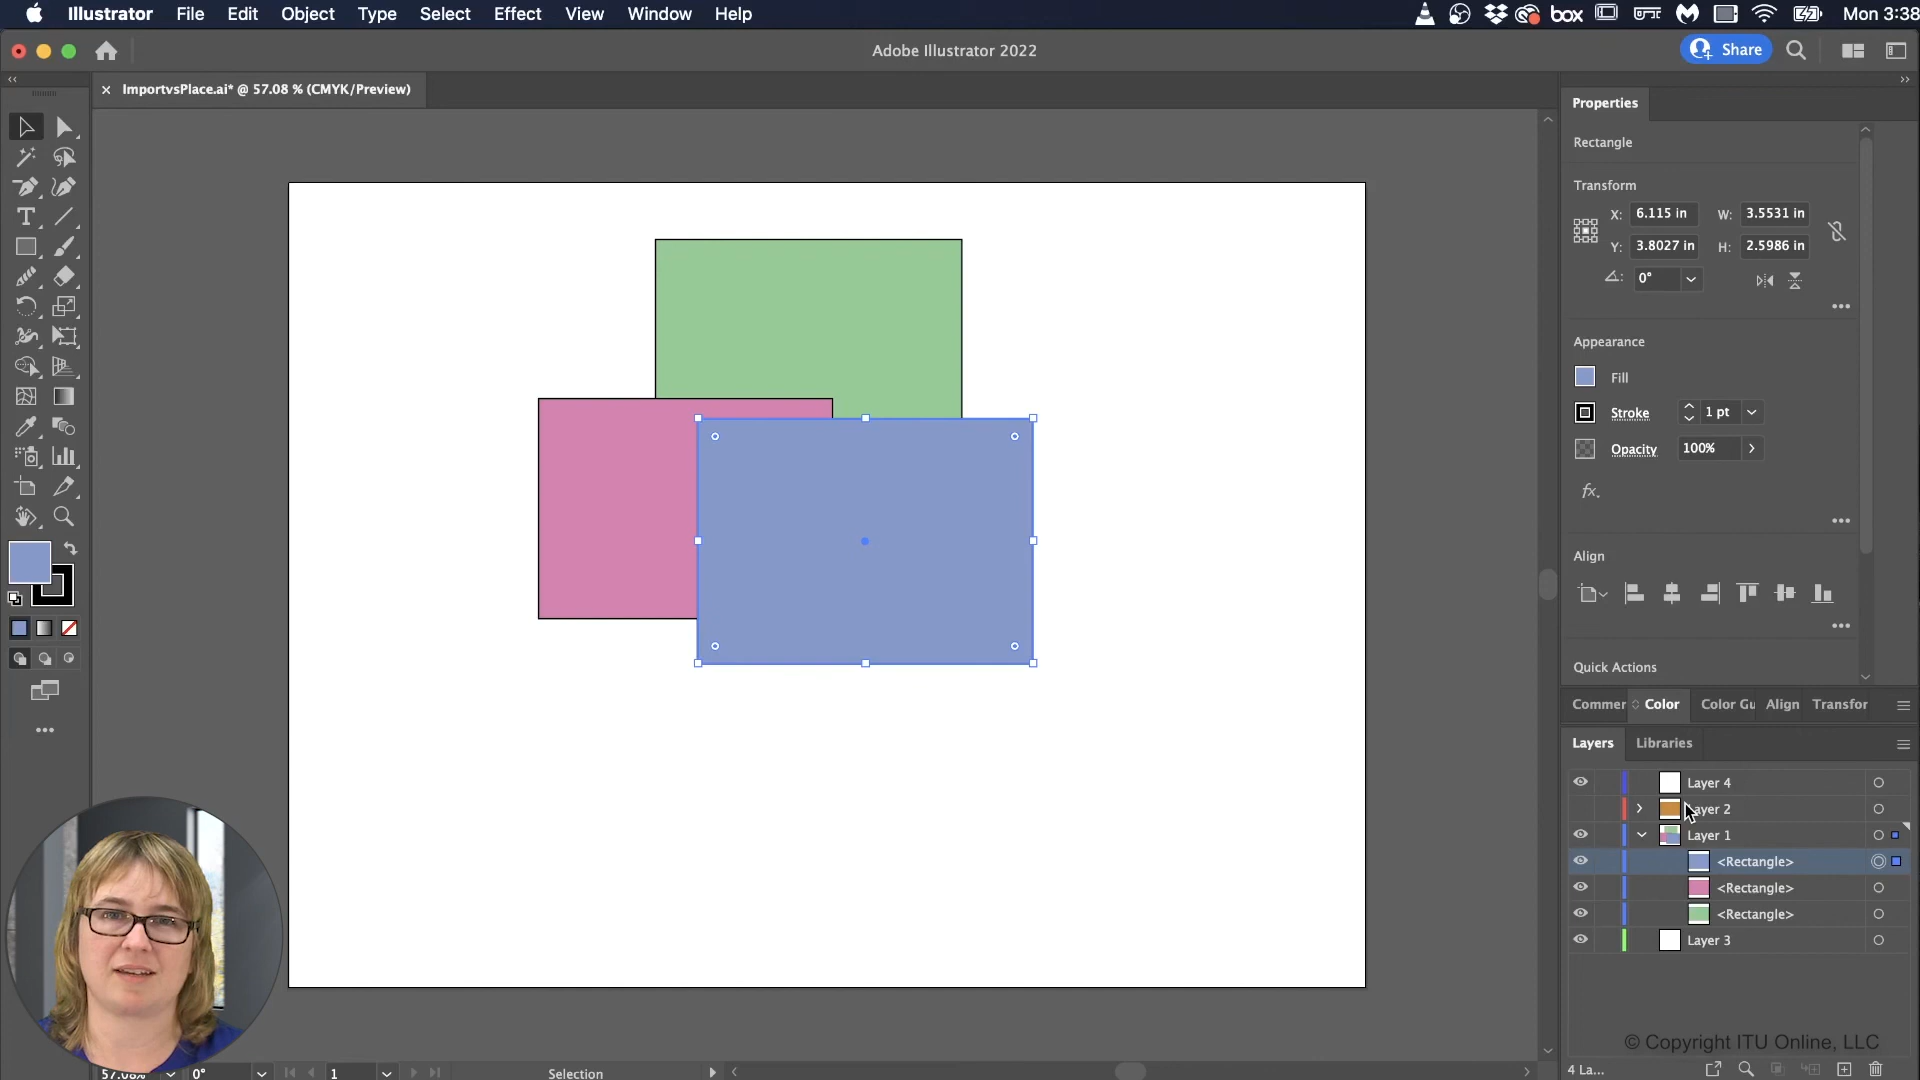 Illustrator File Edit Object Type Select Effect View Window Help box Mon 3:38
Adobe Illustrator 2022
Share
ImportvsPlace.ai* @ 57.08 % (CMYK/Preview)
Properties
Rectangle
Transform
X: 6.115 in W: 3.5531 in
Y: 3.8027 in H: 2.5986 in
0°
Appearance
Fill
Stroke 1 pt
Opacity 100%
fx.
Align
Quick Actions
Commer Color Color Gu Align Transfor
Layers Libraries
Layer 4
ayer 2
Layer 1
<Rectangle>
<Rectangle>
<Rectangle>
Layer 3
© Copyright ITU Online, LLC
57.08% 0° 1 Selection 4 La...